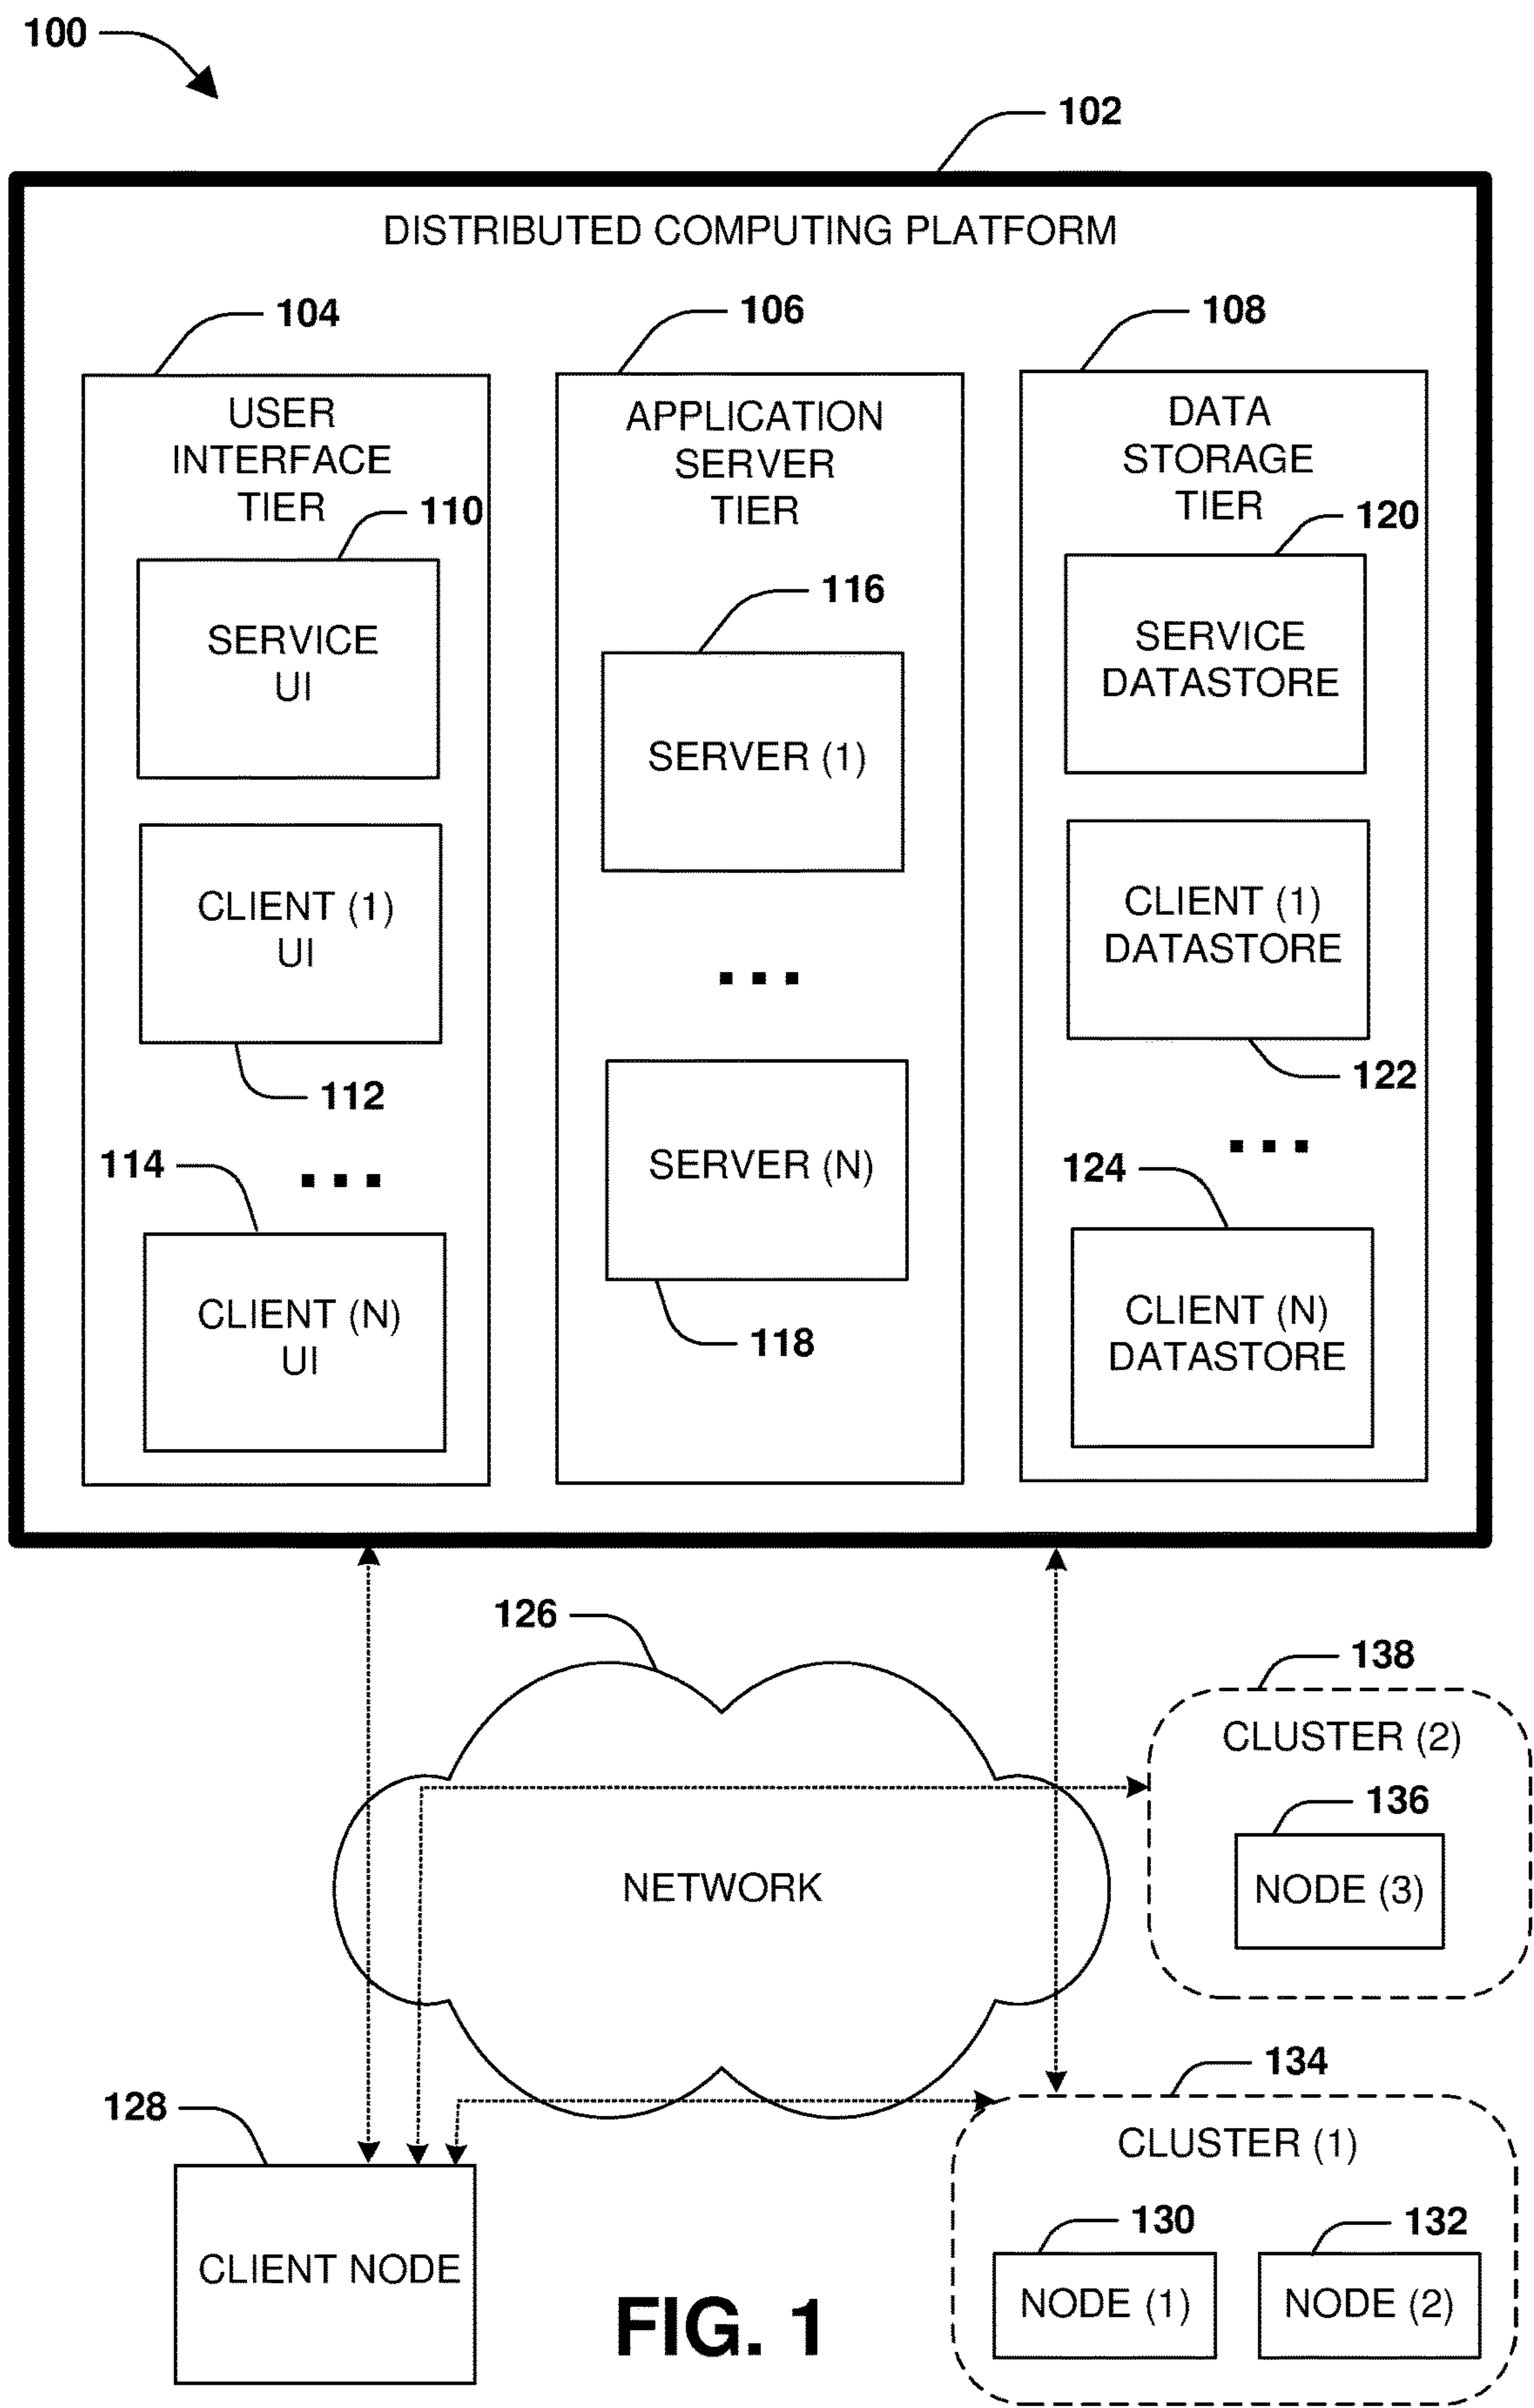 100
102
DISTRIBUTED COMPUTING PLATFORM
104
106
108
USER
INTERFACE
TIER
110
SERVICE
UI
CLIENT (1)
UI
112
114
...
CLIENT (N)
UI
APPLICATION
SERVER
TIER
116
SERVER (1)
...
SERVER (N)
118
DATA
STORAGE
TIER
120
SERVICE
DATASTORE
CLIENT (1)
DATASTORE
122
...
124
CLIENT (N)
DATASTORE
126
NETWORK
138
CLUSTER (2)
136
NODE (3)
134
CLUSTER (1)
130
NODE (1)
132
NODE (2)
128
CLIENT NODE
FIG. 1